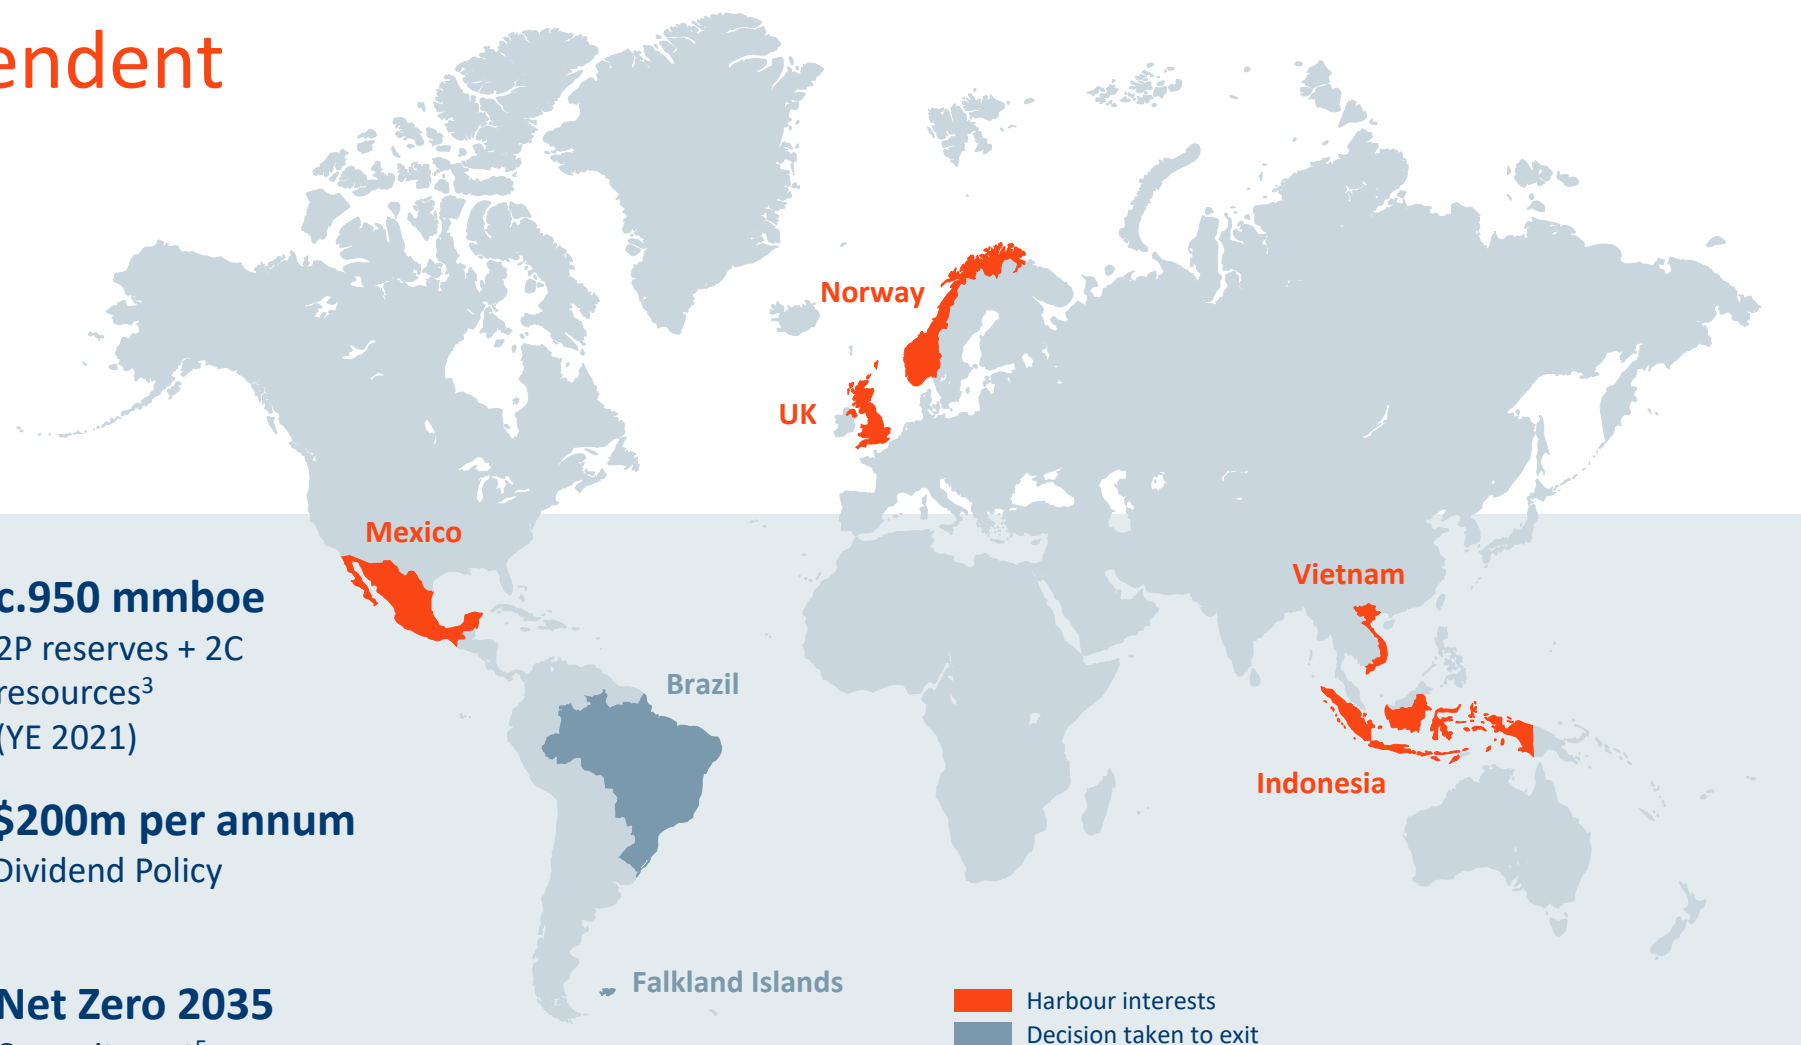 endent
Norway
UK
Mexico
Vietnam
Brazil
Indonesia
Falkland Islands
c.950 mmboe
2P reserves + 2C
resources³
(YE 2021)
$200m per annum
Dividend Policy
Net Zero 2035
Harbour interests
Decision taken to exit